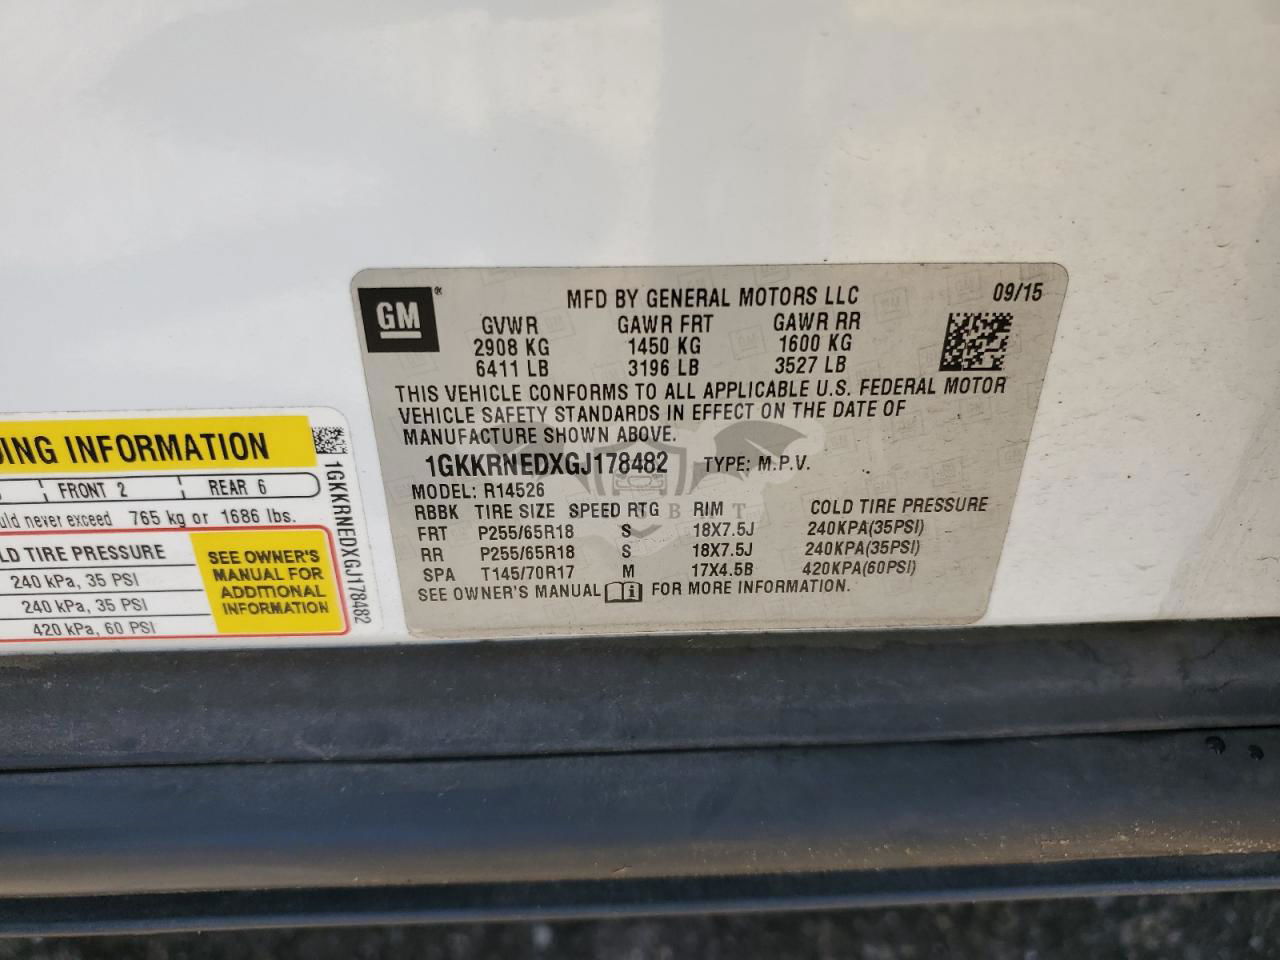 GM®
MFD BY GENERAL MOTORS LLC 09/15
GVWR GAWR FRT GAWR RR
2908 KG 1450 KG 1600 KG
6411 LB 3196 LB 3527 LB
THIS VEHICLE CONFORMS TO ALL APPLICABLE U.S. FEDERAL MOTOR
VEHICLE SAFETY STANDARDS IN EFFECT ON THE DATE OF
MANUFACTURE SHOWN ABOVE.
1GKKRNEDXGJ178482 TYPE: M.P.V.
MODEL: R14526
RBBK TIRE SIZE SPEED RTG RIM COLD TIRE PRESSURE
FRT P255/65R18 S 18X7.5J 240KPA(35PSI)
RR P255/65R18 S 18X7.5J 240KPA(35PSI)
SPA T145/70R17 M 17X4.5B 420KPA(60PSI)
SEE OWNER'S MANUAL FOR MORE INFORMATION.
ING INFORMATION
FRONT 2 REAR 6
uld never exceed 765 kg or 1686 lbs.
LD TIRE PRESSURE
240 kPa, 35 PSI
240 kPa, 35 PSI
420 kPa, 60 PSI
SEE OWNER'S
MANUAL FOR
ADDITIONAL
INFORMATION
1GKKRNEDXGJ178482